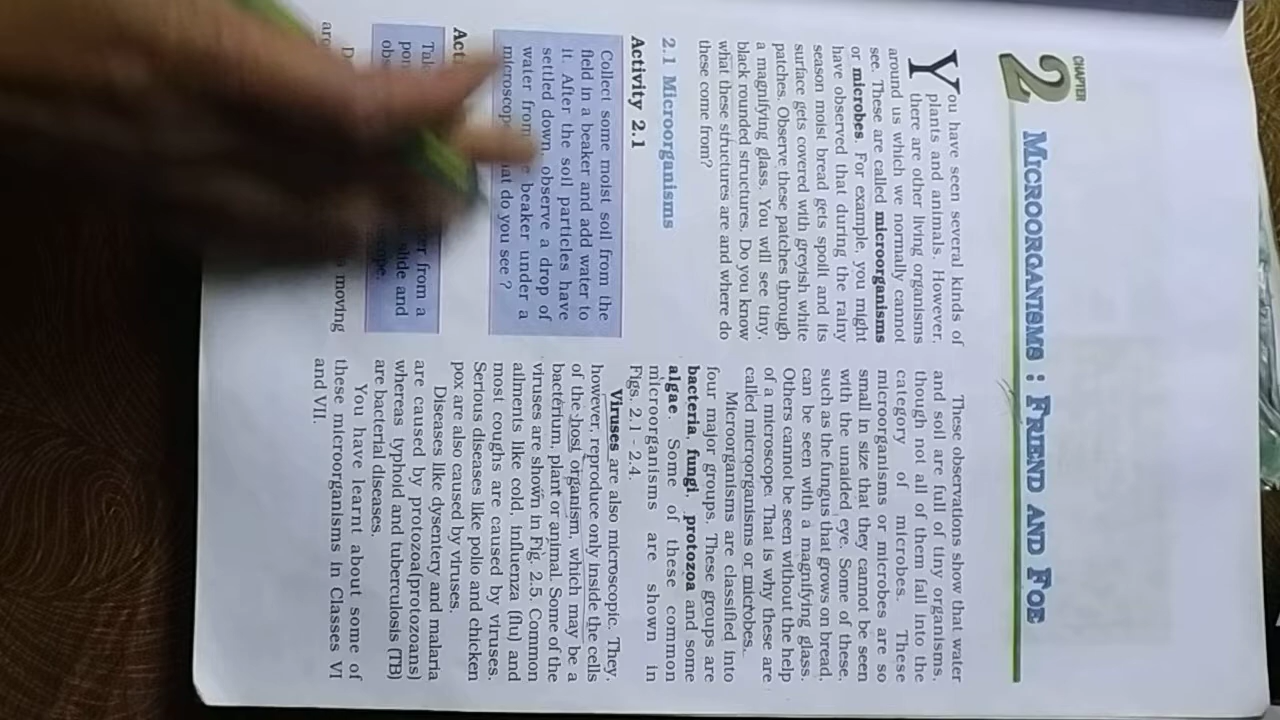 CHAPTER
2 MICROORGANISMS : FRIEND AND FOE
You have seen several kinds of
plants and animals. However,
there are other living organisms
around us which we normally cannot
see. These are called microorganisms
or microbes. For example, you might
have observed that during the rainy
season moist bread gets spoilt and its
surface gets covered with greyish white
patches. Observe these patches through
a magnifying glass. You will see tiny,
black rounded structures. Do you know
what these structures are and where do
these come from?
2.1 Microorganisms
Activity 2.1
Collect some moist soil from the
field in a beaker and add water to
it. After the soil particles have
settled down, observe a drop of
water from beaker under a
do you see ?
from a
and
moving
These observations show that water
and soil are full of tiny organisms,
though not all of them fall into the
category of microbes. These
microorganisms or microbes are so
small in size that they cannot be seen
with the unaided eye. Some of these,
such as the fungus that grows on bread,
can be seen with a magnifying glass.
Others cannot be seen without the help
of a microscope. That is why these are
called microorganisms or microbes.
Microorganisms are classified into
four major groups. These groups are
bacteria, fungi, protozoa and some
algae. Some of these common
microorganisms are shown in
Figs. 2.1 - 2.4.
Viruses are also microscopic. They,
however, reproduce only inside the cells
of the host organism, which may be a
bacterium, plant or animal. Some of the
viruses are shown in Fig. 2.5. Common
ailments like cold, influenza (flu) and
most coughs are caused by viruses.
Serious diseases like polio and chicken
pox are also caused by viruses.
Diseases like dysentery and malaria
are caused by protozoa(protozoans)
whereas typhoid and tuberculosis (TB)
are bacterial diseases.
You have learnt about some of
these microorganisms in Classes VI
and VII.